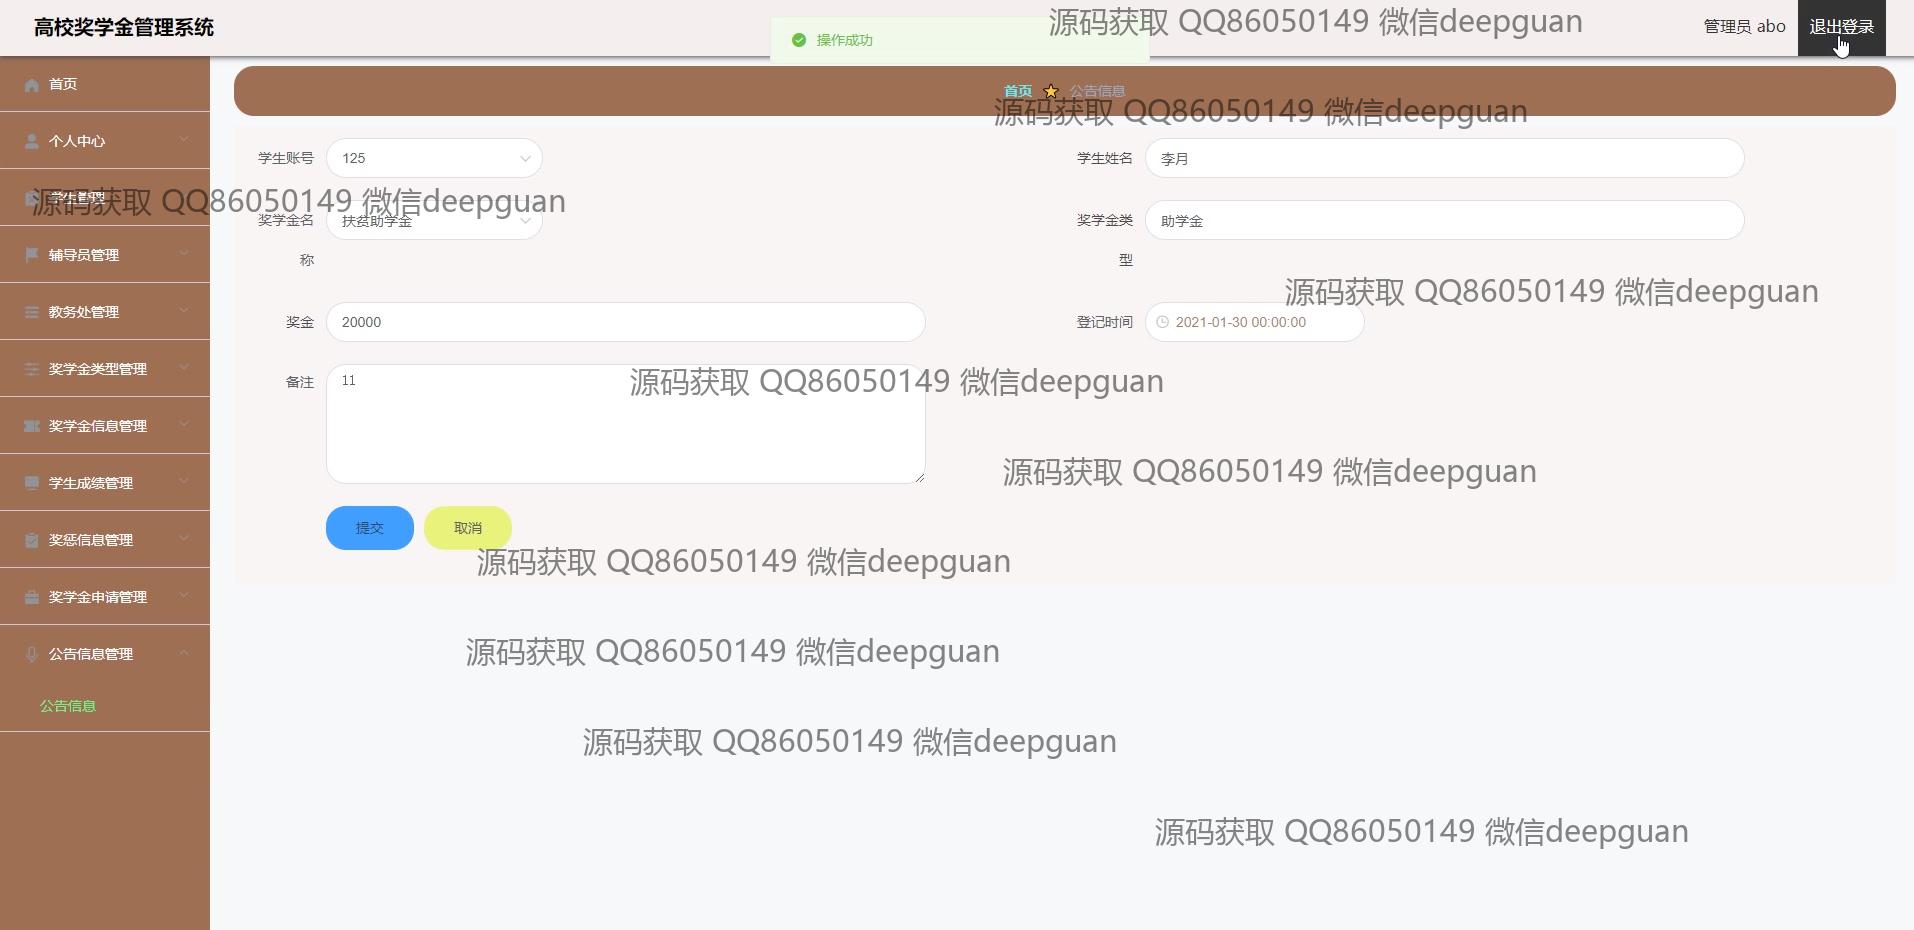 高校奖学金管理系统
操作成功
源码获取 QQ86050149 微信deepguan
管理员 abo
退出登录
首页
公告信息
源码获取 QQ86050149 微信deepguan
首页
个人中心
学生管理
源码获取 QQ86050149 微信deepguan
辅导员管理
教务处管理
奖学金类型管理
奖学金信息管理
学生成绩管理
奖惩信息管理
奖学金申请管理
公告信息管理
公告信息
学生账号
125
学生姓名
李月
奖学金名
称
扶贫助学金
奖学金类
型
助学金
源码获取 QQ86050149 微信deepguan
奖金
20000
登记时间
2021-01-30 00:00:00
备注
11
源码获取 QQ86050149 微信deepguan
源码获取 QQ86050149 微信deepguan
提交
取消
源码获取 QQ86050149 微信deepguan
源码获取 QQ86050149 微信deepguan
源码获取 QQ86050149 微信deepguan
源码获取 QQ86050149 微信deepguan